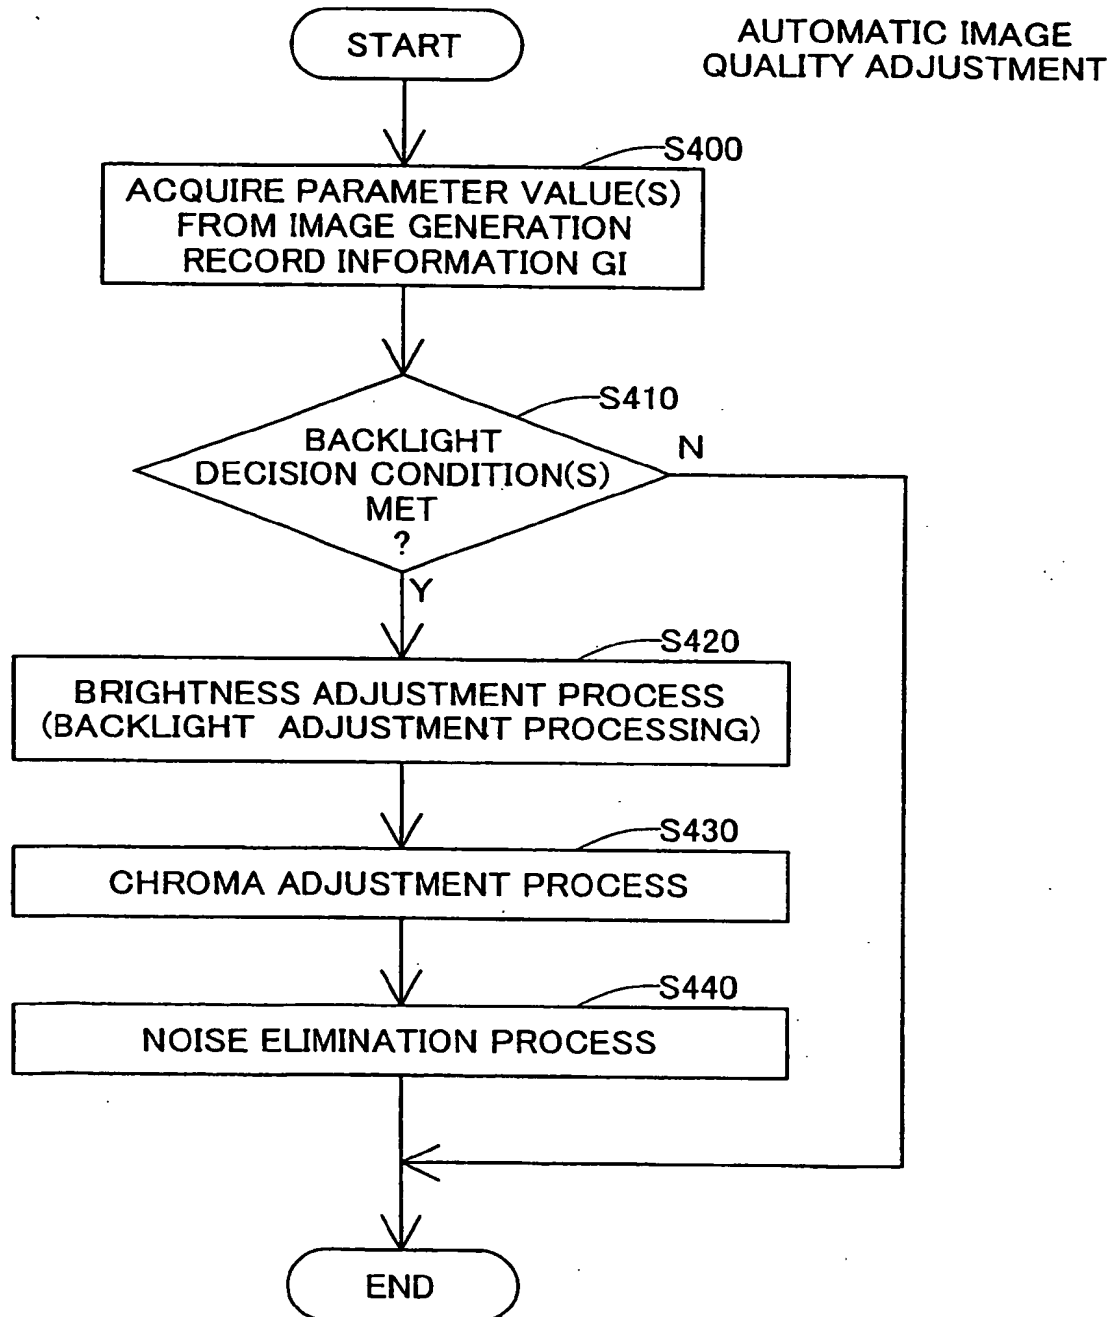 START
AUTOMATIC IMAGE
QUALITY ADJUSTMENT
S400
ACQUIRE PARAMETER VALUE(S)
FROM IMAGE GENERATION
RECORD INFORMATION GI
S410
BACKLIGHT
DECISION CONDITION(S)
MET
?
N
Y
S420
BRIGHTNESS ADJUSTMENT PROCESS
(BACKLIGHT ADJUSTMENT PROCESSING)
S430
CHROMA ADJUSTMENT PROCESS
S440
NOISE ELIMINATION PROCESS
END